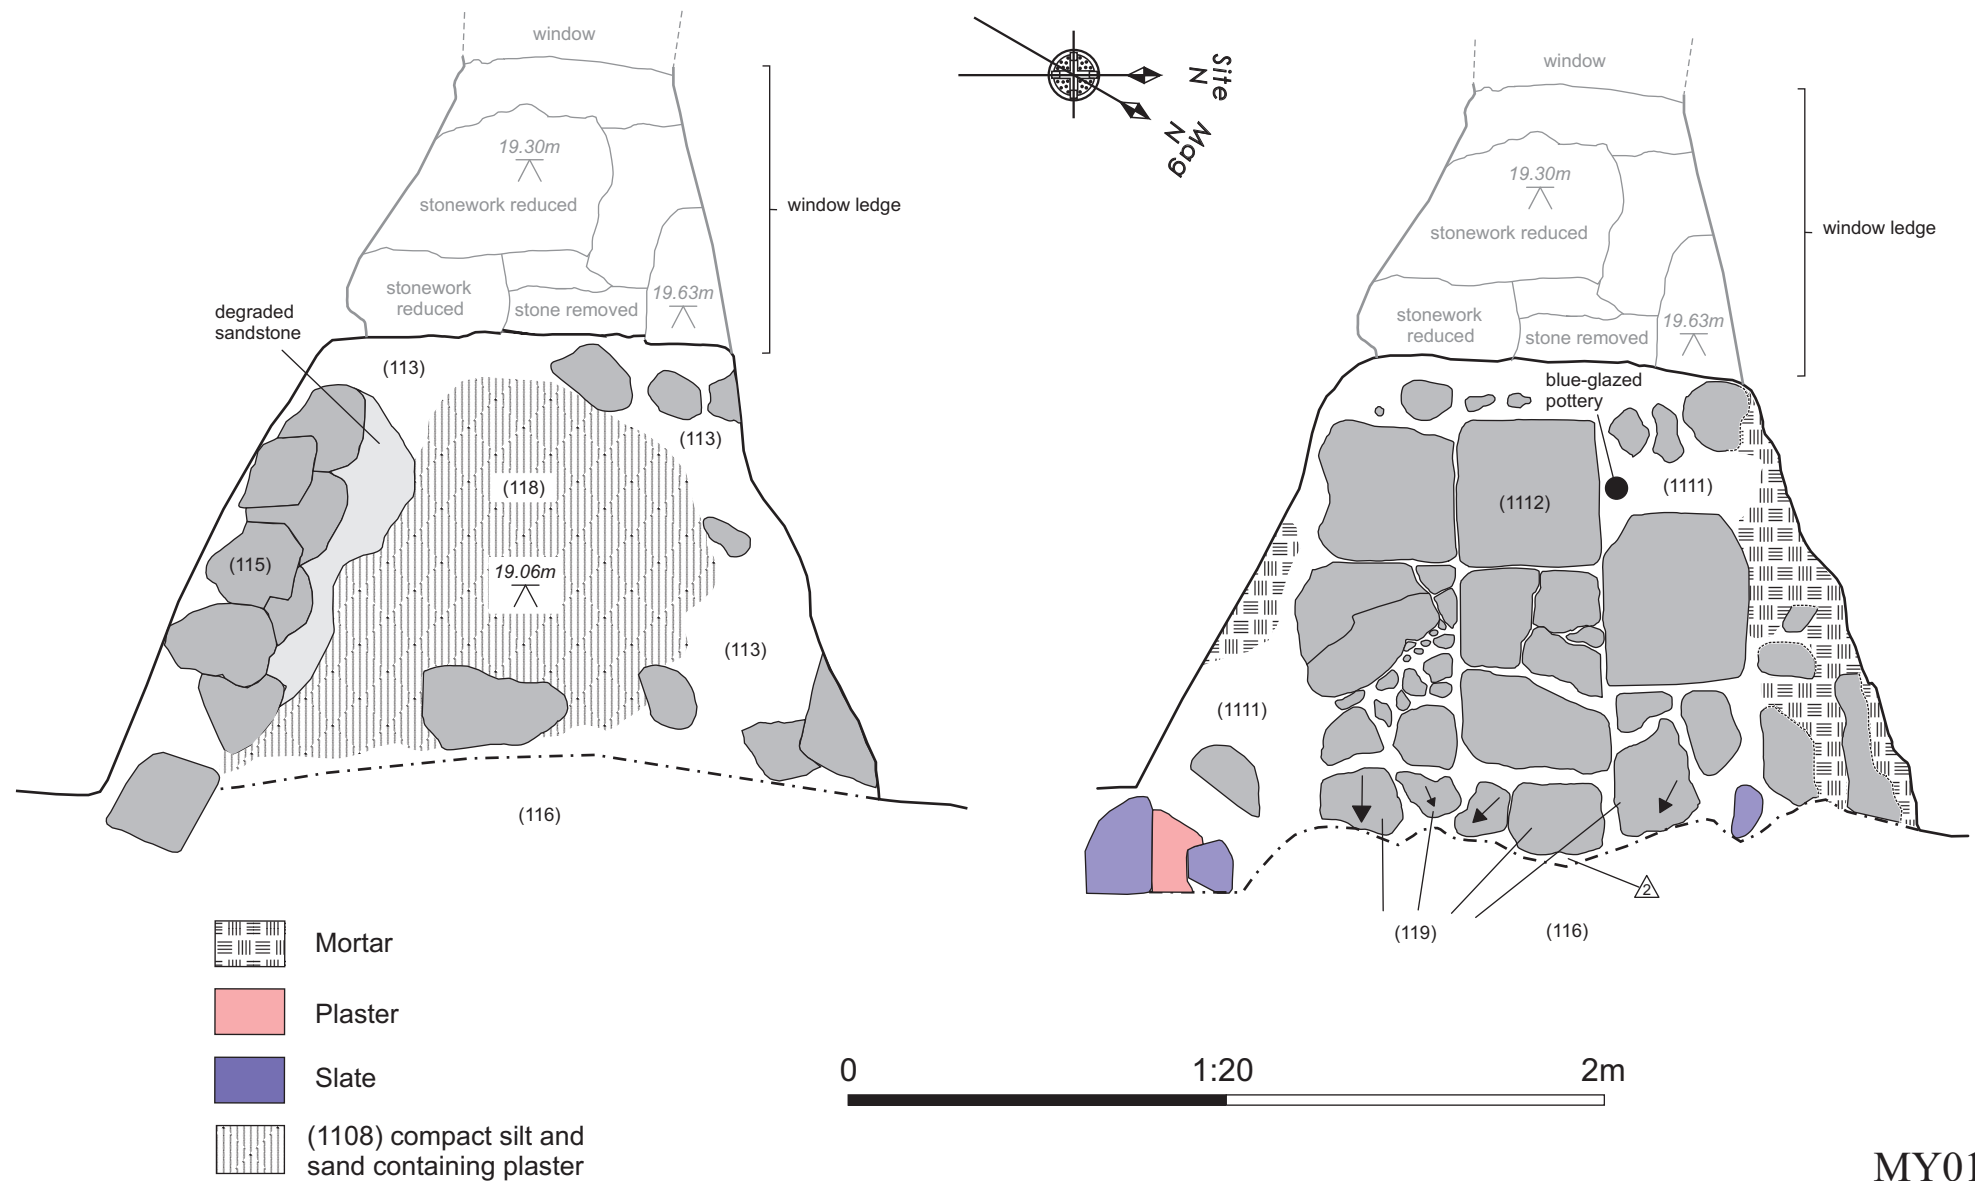 window
19.30m
stonework reduced
window ledge
stonework
reduced
stone removed
19.63m
degraded
sandstone
(113)
(113)
(118)
(115)
19.06m
(113)
(116)
Site
N
Mag
N
window
19.30m
stonework reduced
window ledge
stonework
reduced
stone removed
19.63m
blue-glazed
pottery
(1112)
(1111)
(1111)
2
(119)
(116)
Mortar
Plaster
Slate
(1108) compact silt and
sand containing plaster
0 1:20 2m
MY01